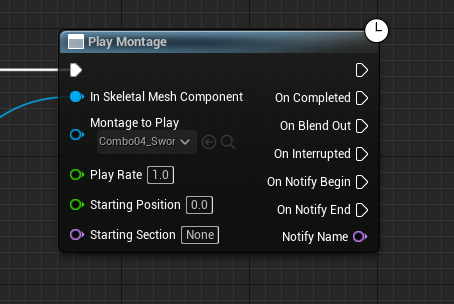 Play Montage
In Skeletal Mesh Component
On Completed
Montage to Play
Combo04_Swor
On Blend Out
On Interrupted
Play Rate 1.0
On Notify Begin
Starting Position 0.0
On Notify End
Starting Section None
Notify Name